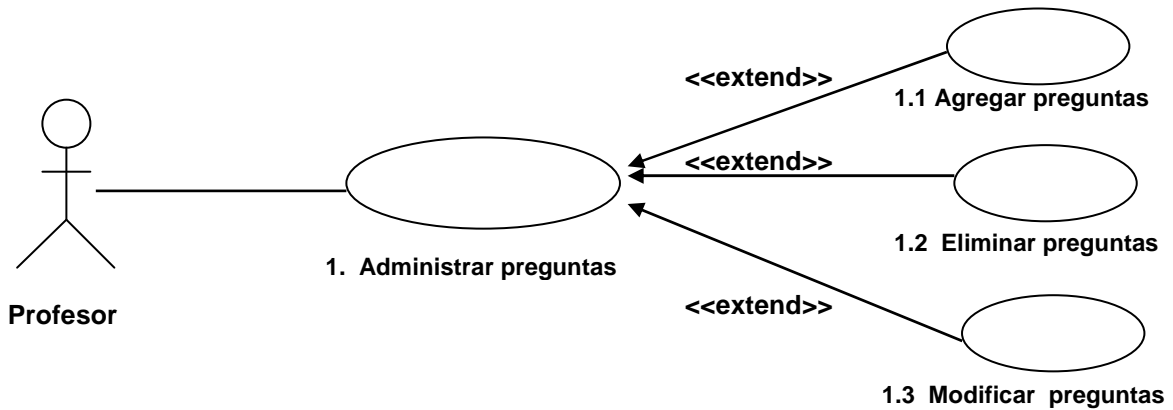 <<extend>>
1.1 Agregar preguntas
<<extend>>
1.2 Eliminar preguntas
1. Administrar preguntas
<<extend>>
Profesor
1.3 Modificar preguntas